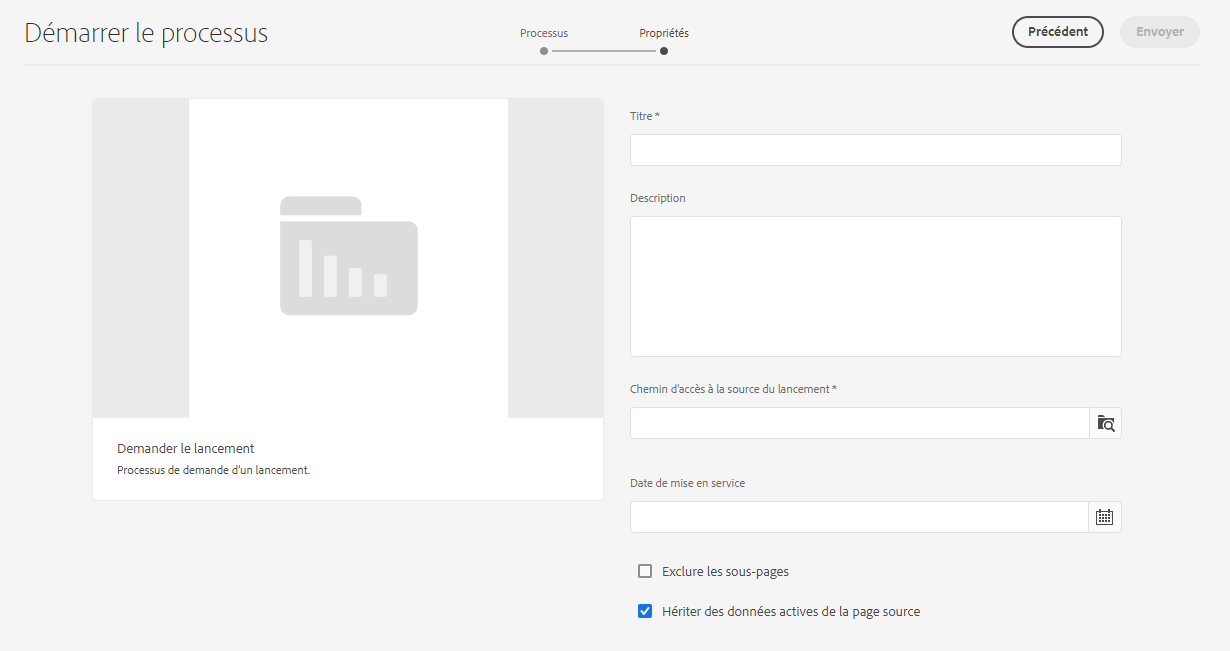 Démarrer le processus
Processus
Propriétés
Précédent
Envoyer
Titre *
Description
Chemin d'accès à la source du lancement *
Demander le lancement
Processus de demande d'un lancement.
Date de mise en service
Exclure les sous-pages
Hériter des données actives de la page source